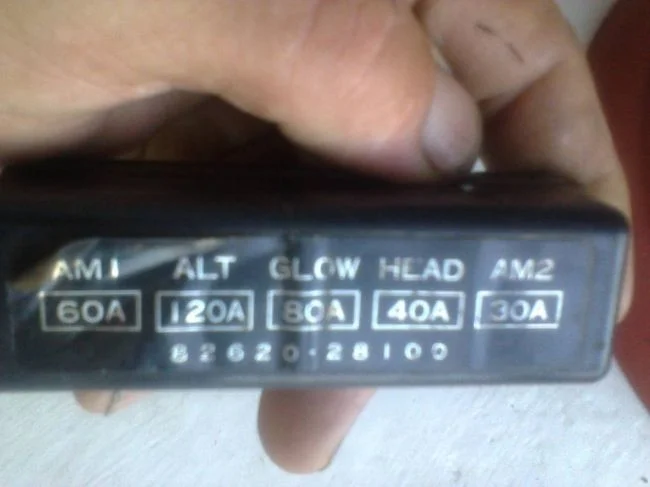 AM1 ALT GLOW HEAD AM2
60A 120A 80A 40A 30A
82620-28100